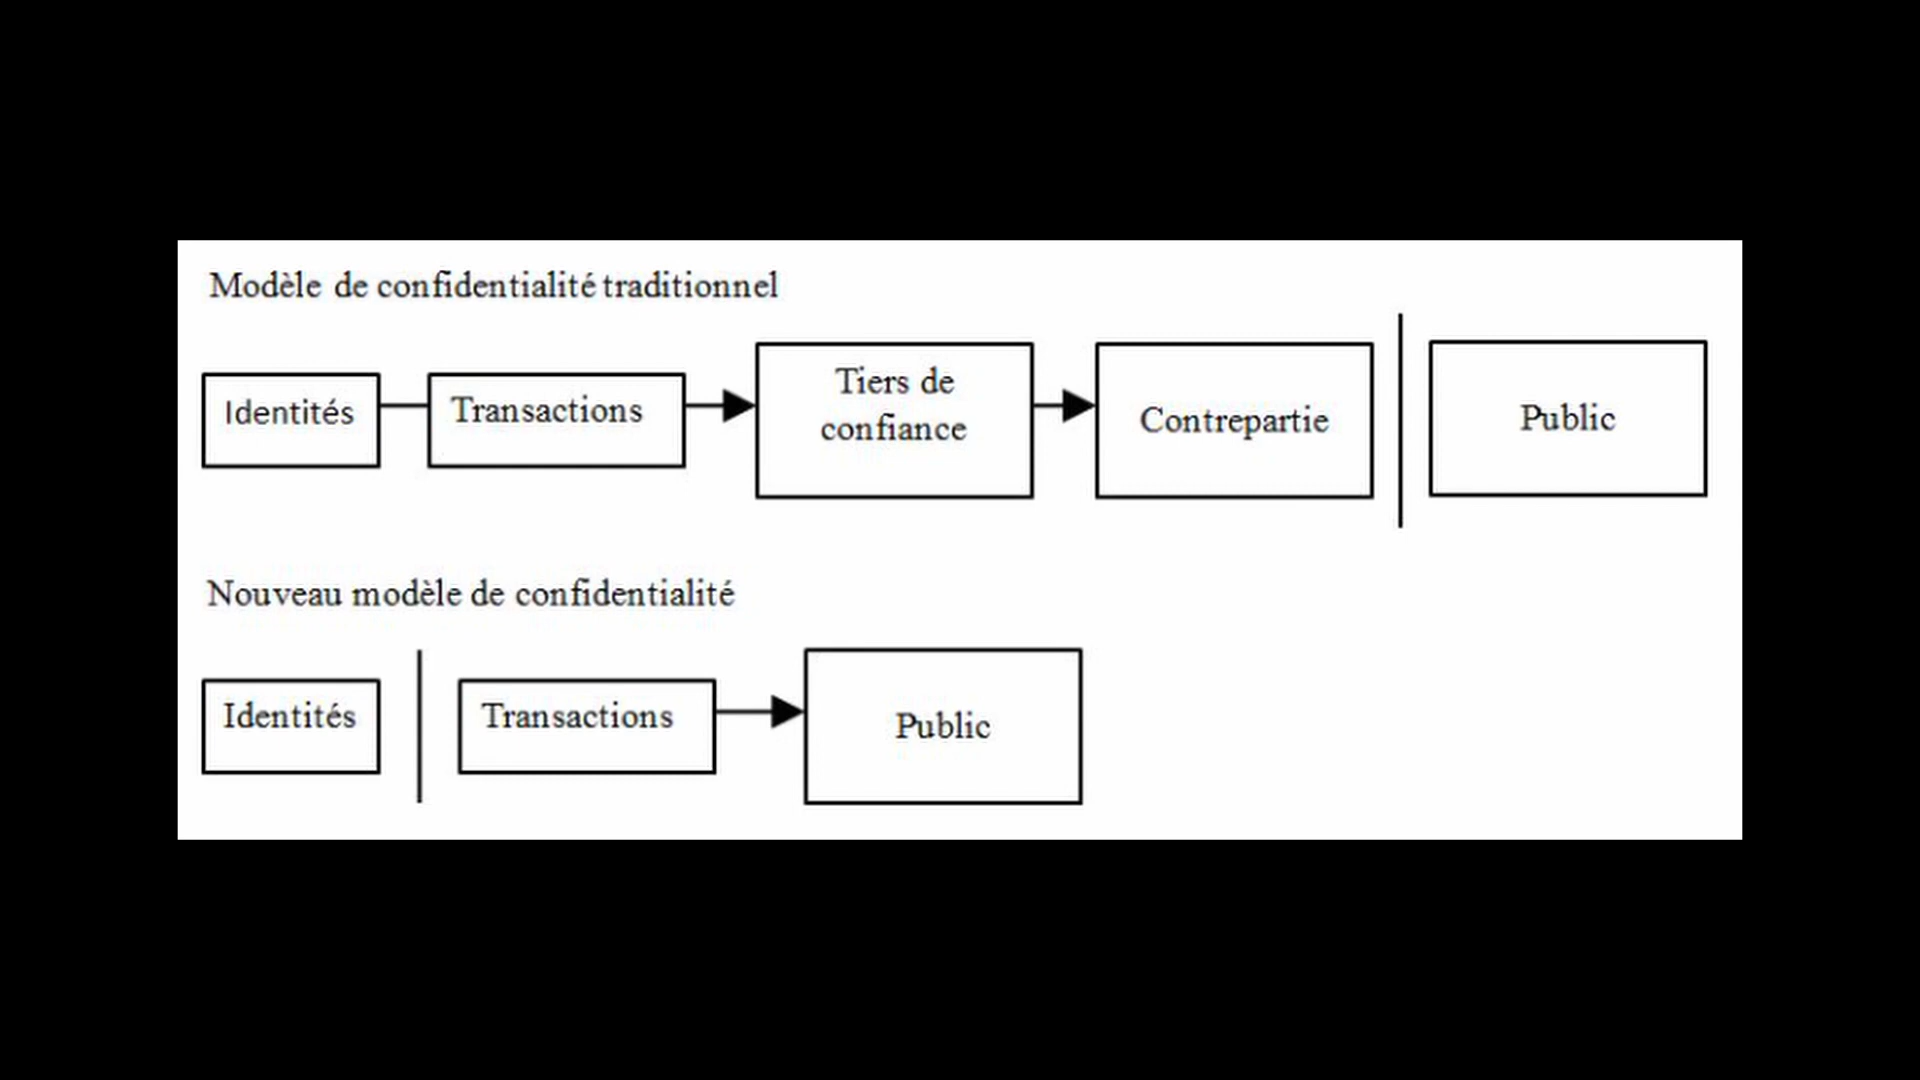 Modèle de confidentialité traditionnel
Identités
Transactions
Tiers de
confiance
Contrepartie
Public
Nouveau modèle de confidentialité
Identités
Transactions
Public